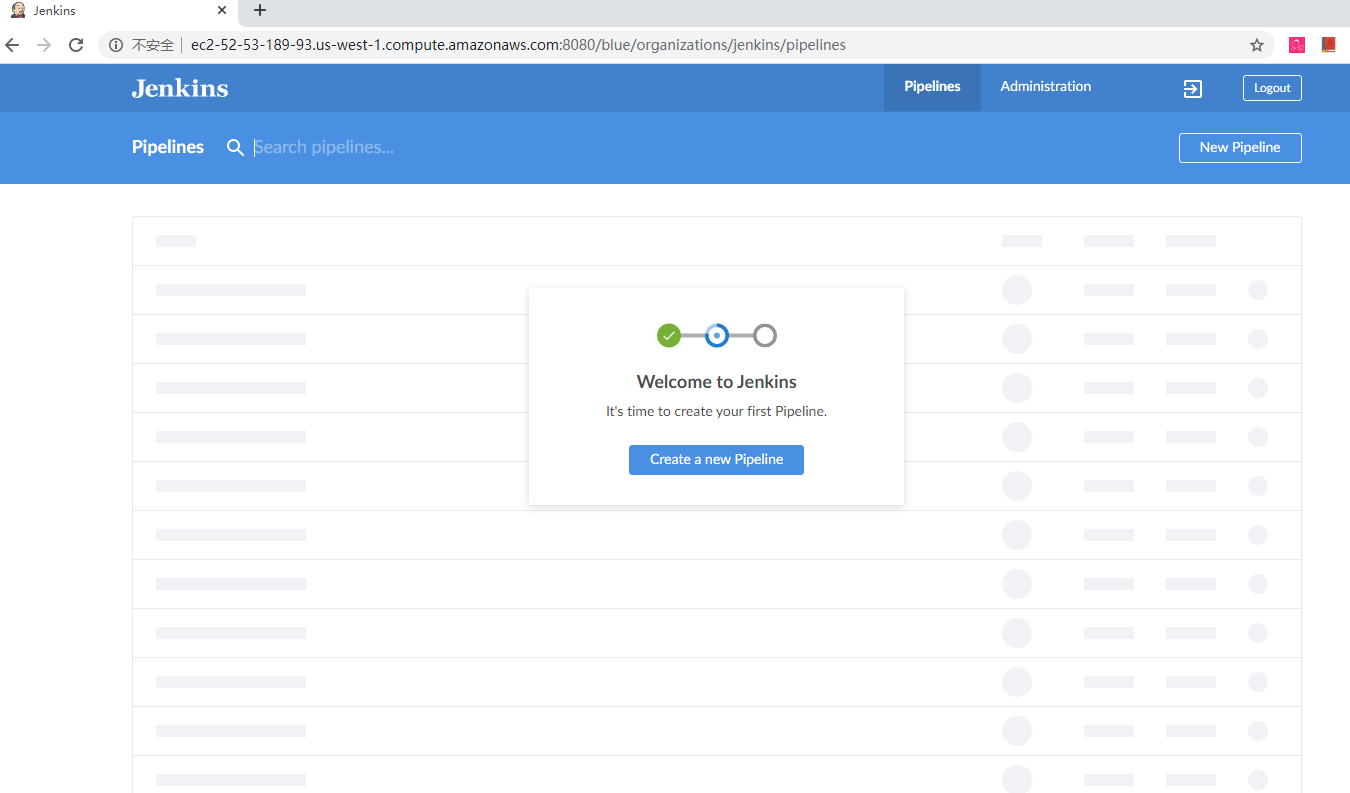 Jenkins
不安全 ec2-52-53-189-93.us-west-1.compute.amazonaws.com:8080/blue/organizations/jenkins/pipelines
Jenkins Pipelines Administration Logout
Pipelines Search pipelines... New Pipeline
Welcome to Jenkins
It's time to create your first Pipeline.
Create a new Pipeline